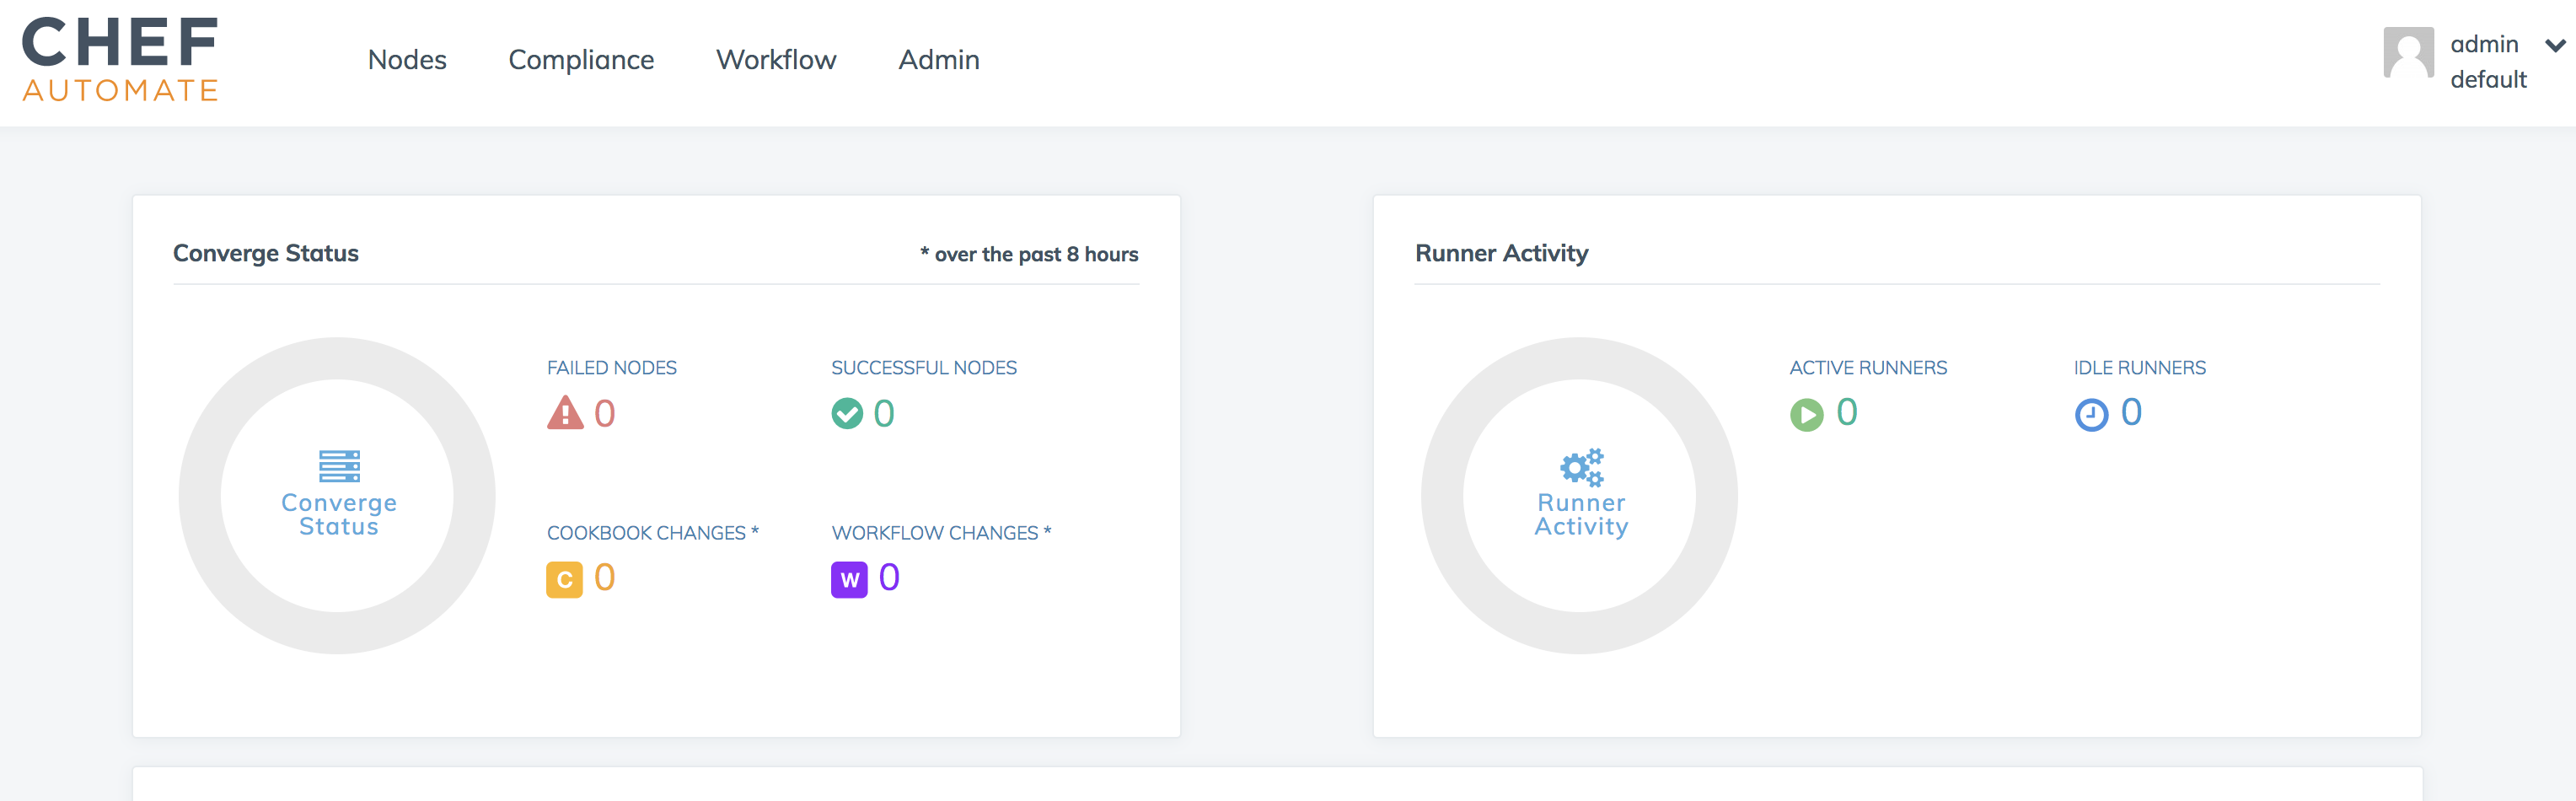 CHEF
AUTOMATE
Nodes Compliance Workflow Admin
admin
default
Converge Status
* over the past 8 hours
FAILED NODES
0
SUCCESSFUL NODES
0
Converge
Status
COOKBOOK CHANGES *
C 0
WORKFLOW CHANGES *
W 0
Runner Activity
ACTIVE RUNNERS
0
IDLE RUNNERS
0
Runner
Activity